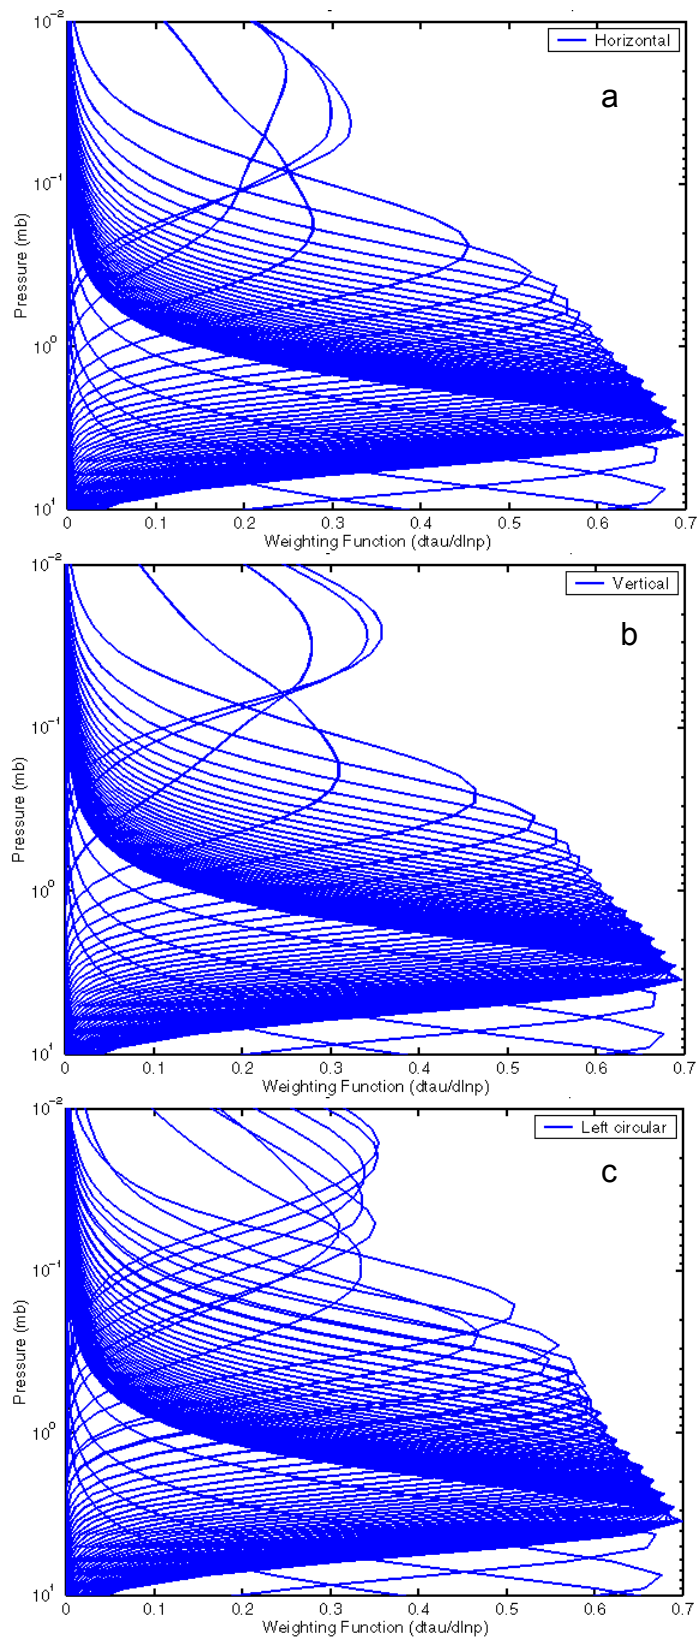 10⁻²
Horizontal
a
10⁻¹
Pressure (mb)
10⁰
10¹
0 0.1 0.2 0.3 0.4 0.5 0.6 0.7
Weighting Function (dtau/dlnp)
10⁻²
Vertical
b
10⁻¹
Pressure (mb)
10⁰
10¹
0 0.1 0.2 0.3 0.4 0.5 0.6 0.7
Weighting Function (dtau/dlnp)
10⁻²
Left circular
c
10⁻¹
Pressure (mb)
10⁰
10¹
0 0.1 0.2 0.3 0.4 0.5 0.6 0.7
Weighting Function (dtau/dlnp)